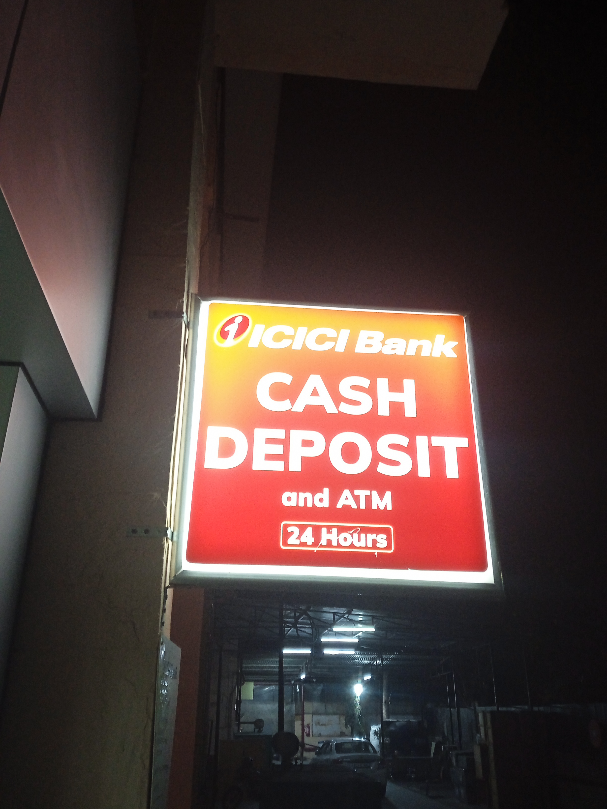 ICICI Bank
CASH
DEPOSIT
and ATM
24 Hours